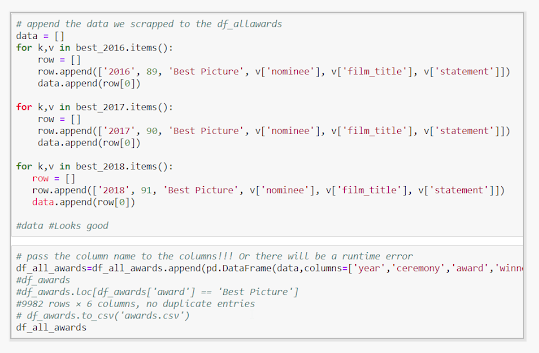 # append the data we scrapped to the df_allawards
data = []
for k,v in best_2016.items():
    row = []
    row.append(['2016', 89, 'Best Picture', v['nominee'], v['film_title'], v['statement']])
    data.append(row[0])
for k,v in best_2017.items():
    row = []
    row.append(['2017', 90, 'Best Picture', v['nominee'], v['film_title'], v['statement']])
    data.append(row[0])
for k,v in best_2018.items():
   row = []
   row.append(['2018', 91, 'Best Picture', v['nominee'], v['film_title'], v['statement']])
   data.append(row[0])
#data #Looks good
# pass the column name to the columns!!! Or there will be a runtime error
df_all_awards=df_all_awards.append(pd.DataFrame(data,columns=['year','ceremony','award','winne
#df_awards
#df_awards.loc[df_awards['award'] == 'Best Picture']
#9982 rows × 6 columns, no duplicate entries
# df_awards.to_csv('awards.csv')
df_all_awards